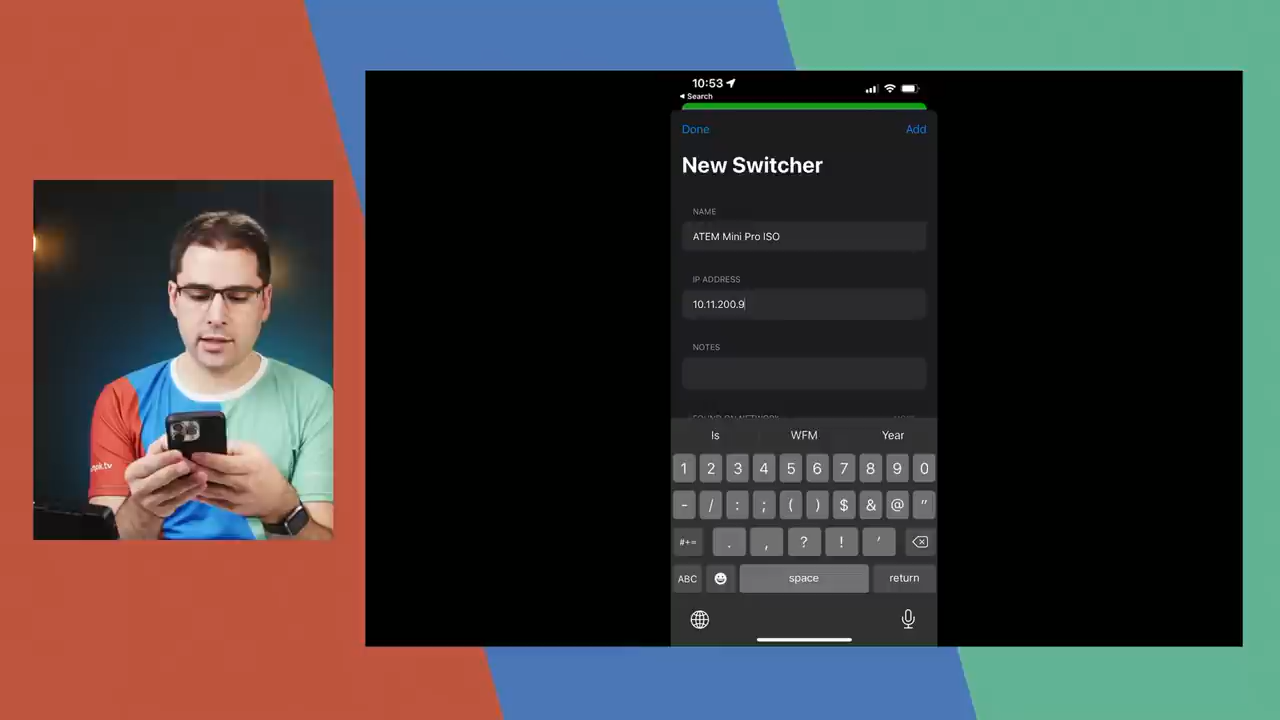 10:53
Search
Done
Add
New Switcher
NAME
ATEM Mini Pro ISO
IP ADDRESS
10.11.200.9
NOTES
Is
WFM
Year
1 2 3 4 5 6 7 8 9 0
- / : ; ( ) $ & @ "
#+= . , ? ! '
ABC
space
return